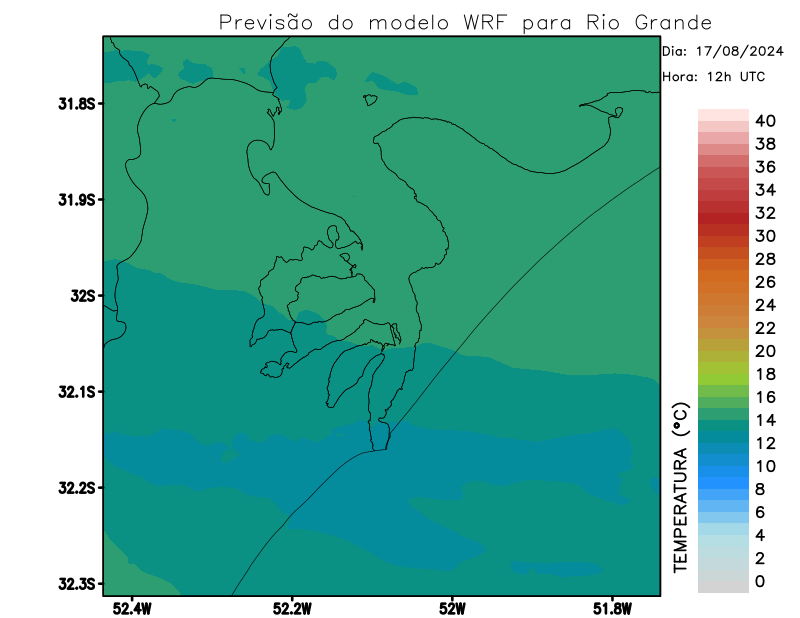 Previsão do modelo WRF para Rio Grande
Dia: 17/08/2024
Hora: 12h UTC
31.8S
31.9S
32S
32.1S
32.2S
32.3S
52.4W
52.2W
52W
51.8W
40
38
36
34
32
30
28
26
24
22
20
18
16
14
12
10
8
6
4
2
0
TEMPERATURA (°C)